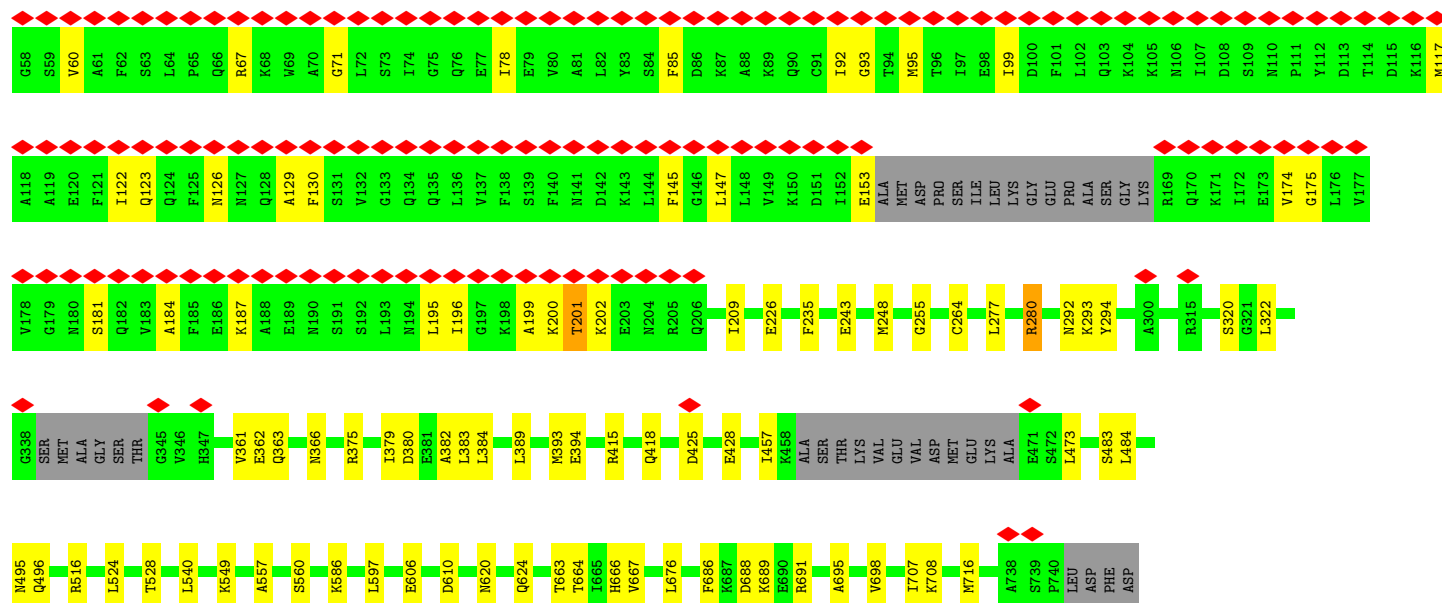 G58 S59 V60 A61 F62 S63 L64 P65 Q66 R67 K68 W69 A70 G71 L72 S73 I74 G75 Q76 E77 I78 E79 V80 A81 L82 Y83 S84 F85 D86 K87 A88 K89 Q90 C91 I92 G93 T94 M95 T96 I97 E98 I99 D100 F101 L102 Q103 K104 K105 N106 I107 D108 S109 N110 P111 Y112 D113 T114 D115 K116 M117
A118 A119 E120 F121 I122 Q123 Q124 F125 N126 N127 Q128 A129 F130 S131 V132 G133 Q134 Q135 L136 V137 F138 S139 F140 N141 D142 K143 L144 F145 G146 L147 L148 V149 K150 D151 I152 E153 ALA MET ASP PRO SER ILE LEU LYS GLY GLU PRO ALA SER GLY LYS R169 Q170 K171 I172 E173 V174 G175 L176 V177
V178 G179 N180 S181 Q182 V183 A184 F185 E186 K187 A188 E189 N190 S191 S192 L193 N194 L195 I196 G197 K198 A199 K200 T201 K202 E203 N204 R205 Q206 I209 E226 F235 E243 M248 G255 C264 L277 R280 N292 K293 Y294 A300 R315 S320 G321 L322
G338 SER MET ALA GLY SER THR G345 V346 H347 V361 E362 Q363 N366 R375 I379 D380 E381 A382 L383 L384 L389 M393 E394 R415 Q418 D425 E428 I457 K458 ALA SER THR LYS VAL GLU VAL ASP MET GLU LYS ALA E471 S472 L473 S483 L484
N495 Q496 R516 L524 T528 L540 K549 A557 S560 K586 L597 E606 D610 N620 Q624 T663 T664 I665 H666 V667 L676 F686 K687 D688 K689 E690 R691 A695 V698 I707 K708 M716 A738 S739 P740 LEU ASP PHE ASP